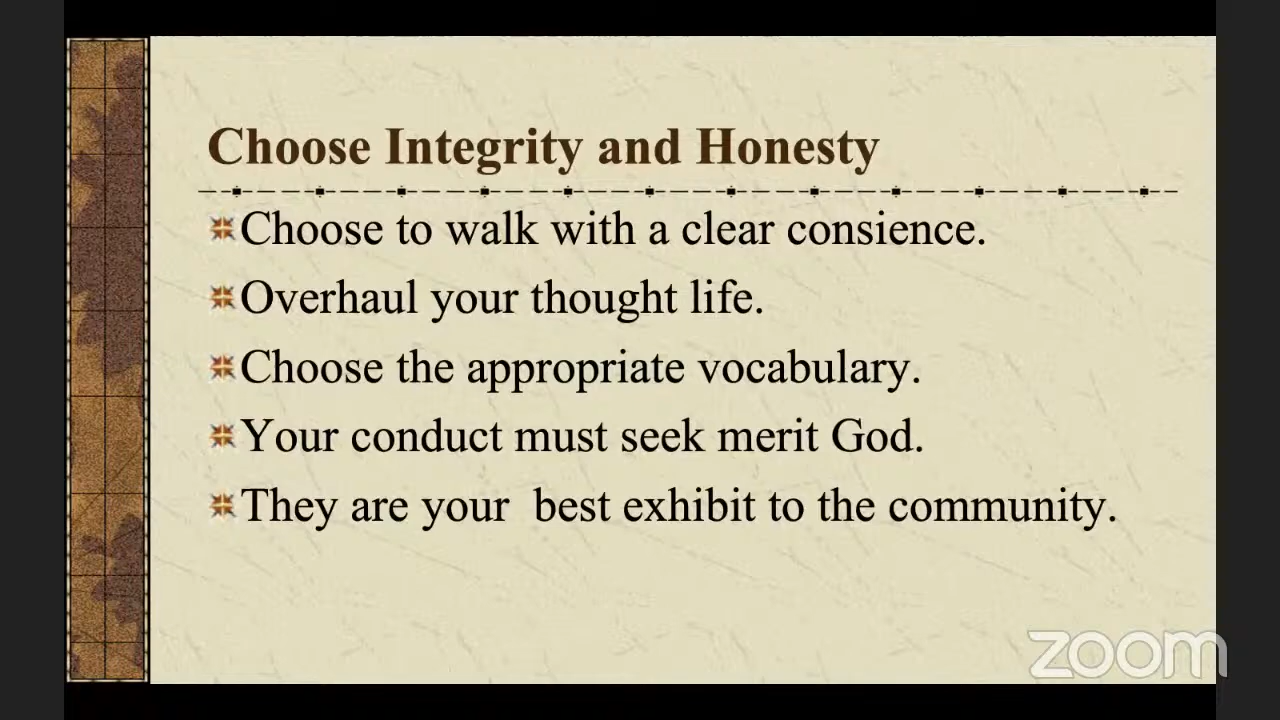 Choose Integrity and Honesty
Choose to walk with a clear consience.
Overhaul your thought life.
Choose the appropriate vocabulary.
Your conduct must seek merit God.
They are your  best exhibit to the community.
zoom